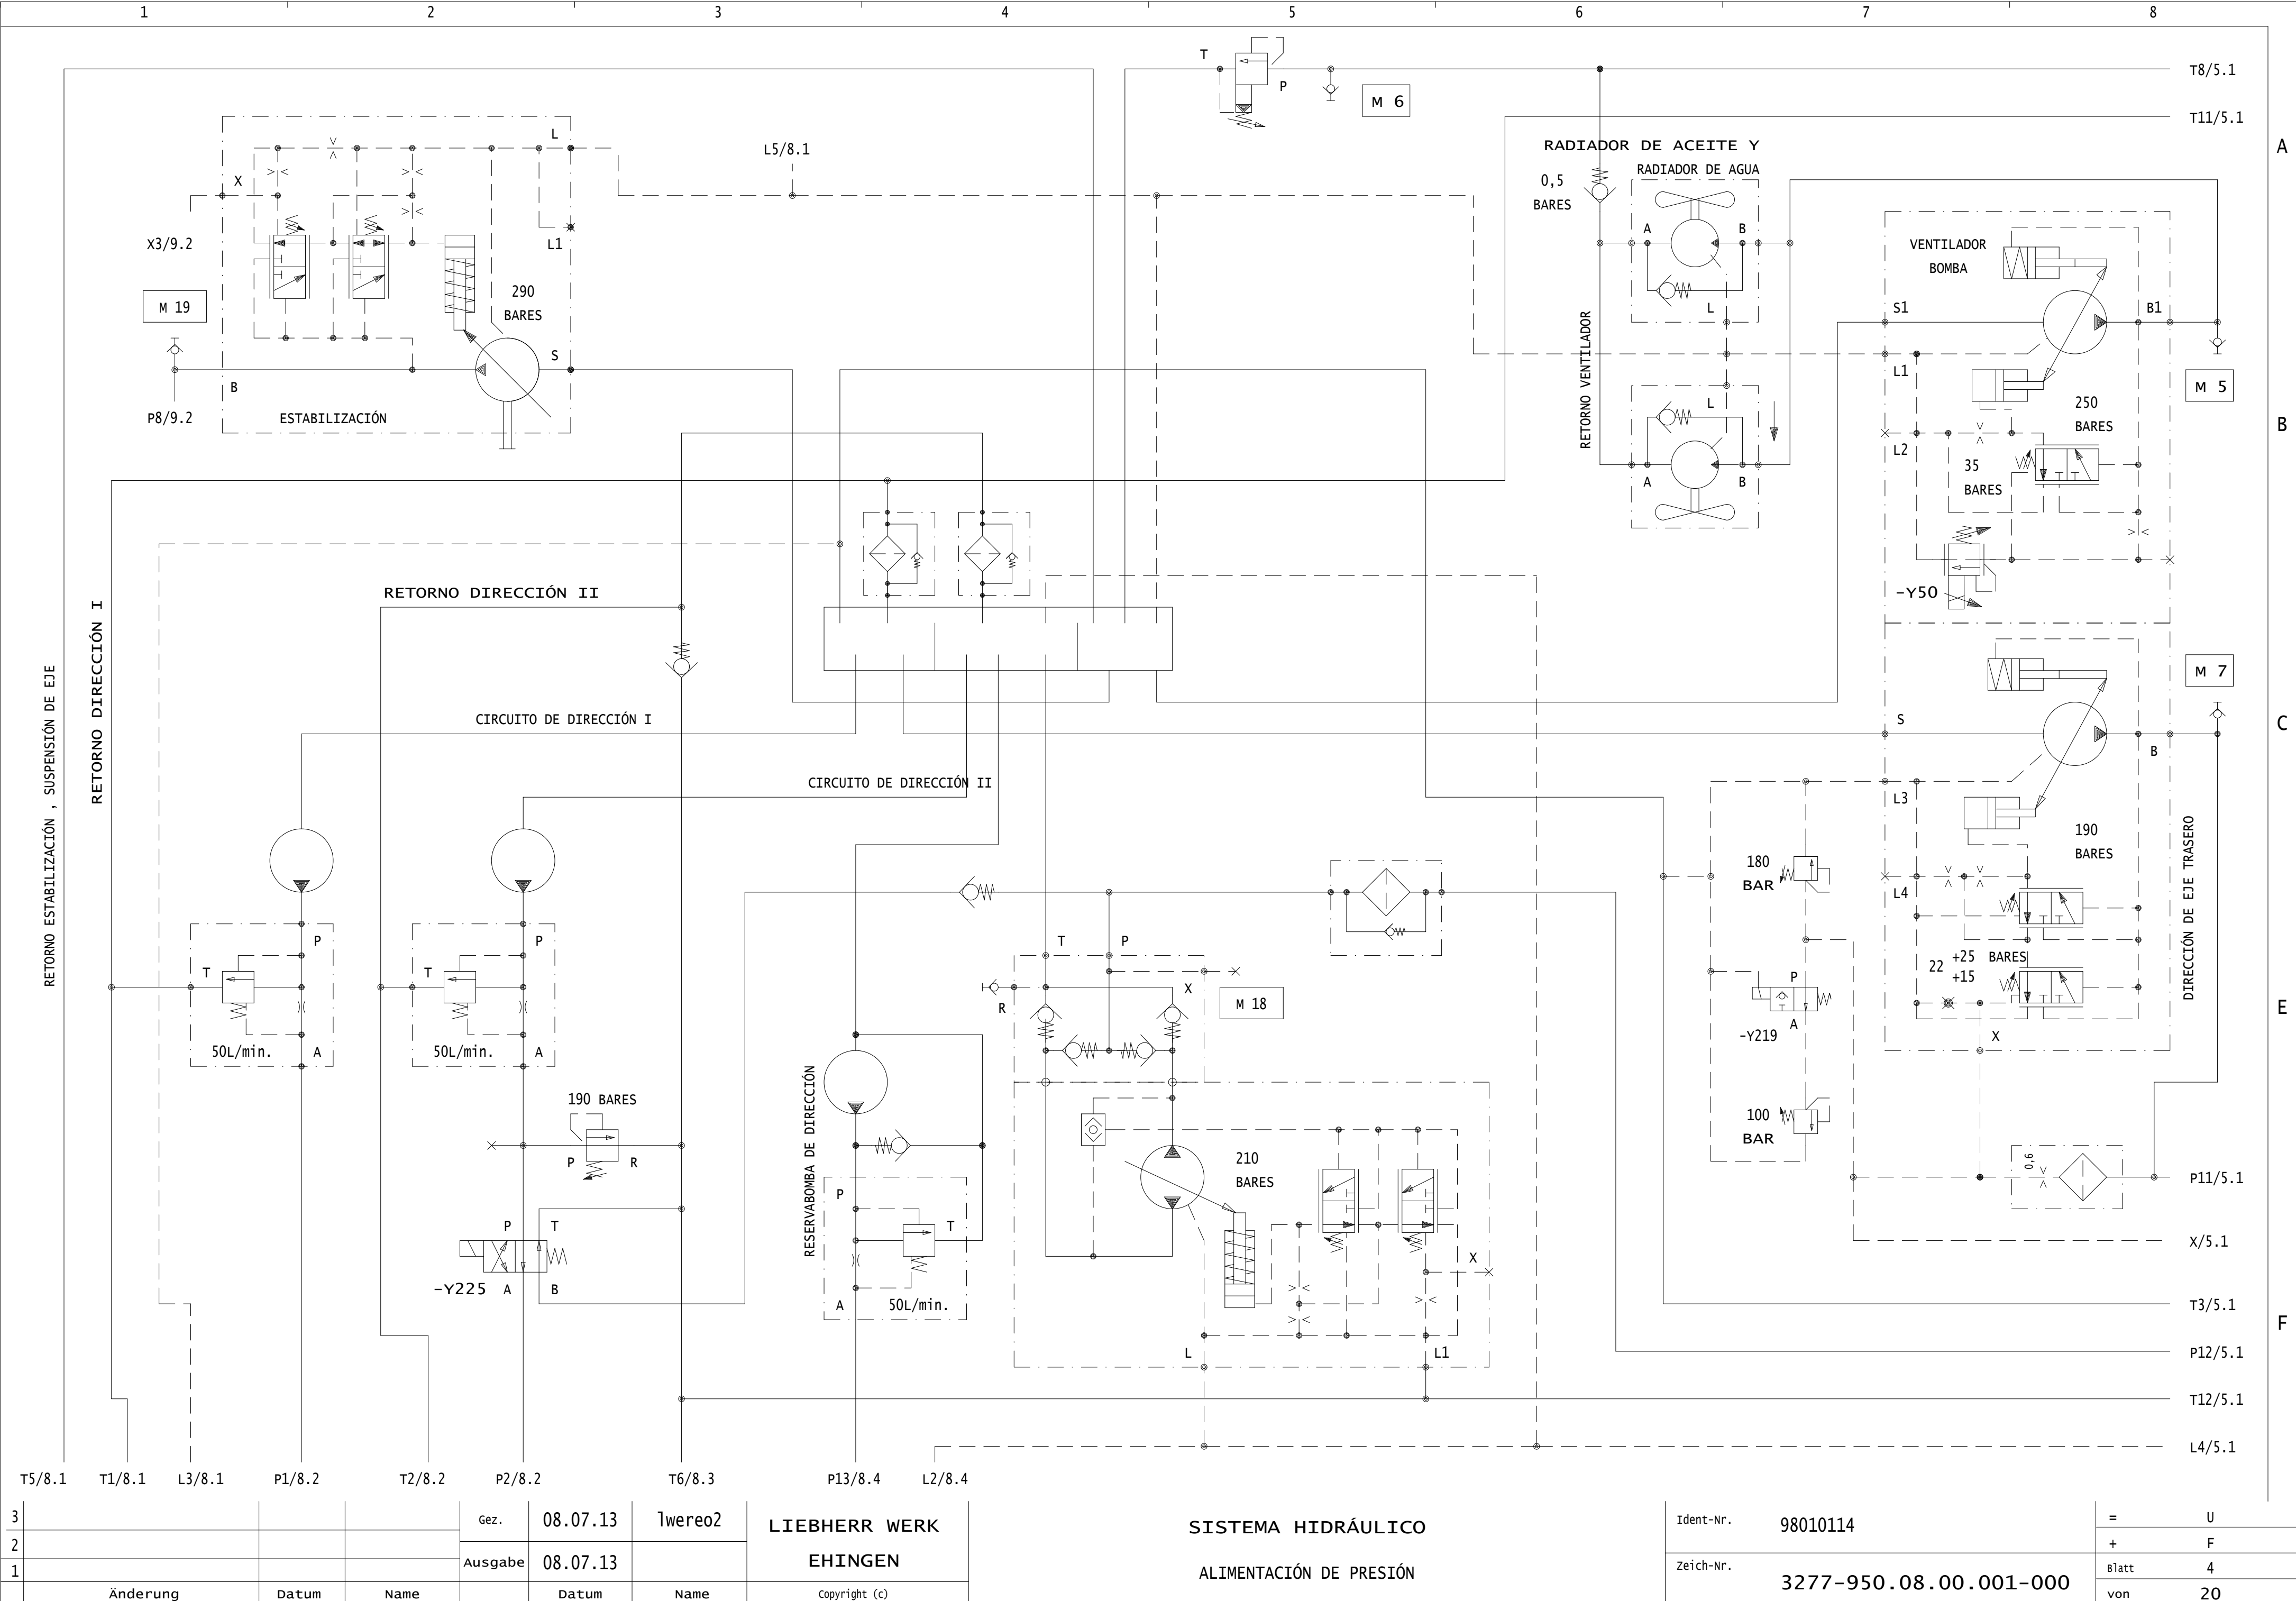 1 2 3 4 5 6 7 8
T
P
M 6
T8/5.1
T11/5.1
A
L
X
X3/9.2
L1
L5/8.1
290
BARES
M 19
S
B
P8/9.2
ESTABILIZACIÓN
RADIADOR DE ACEITE Y
RADIADOR DE AGUA
0,5
BARES
A
B
L
RETORNO VENTILADOR
L
A
B
VENTILADOR
BOMBA
S1
B1
L1
M 5
250
BARES
B
L2
35
BARES
-Y50
RETORNO DIRECCIÓN II
RETORNO DIRECCIÓN I
RETORNO ESTABILIZACIÓN , SUSPENSIÓN DE EJE
CIRCUITO DE DIRECCIÓN I
CIRCUITO DE DIRECCIÓN II
M 7
C
S
B
L3
190
BARES
DIRECCIÓN DE EJE TRASERO
L4
180
BAR
22 +25 BARES
+15
P
A
-Y219
X
E
100
BAR
P
T
50L/min.
A
P
T
50L/min.
A
190 BARES
P
R
P
T
-Y225
A
B
RESERVABOMBA DE DIRECCIÓN
P
T
A
50L/min.
T
P
R
X
M 18
210
BARES
X
L
L1
0,6
P11/5.1
X/5.1
T3/5.1
F
P12/5.1
T12/5.1
L4/5.1
T5/8.1 T1/8.1 L3/8.1 P1/8.2 T2/8.2 P2/8.2 T6/8.3 P13/8.4 L2/8.4
3
2
1
Änderung Datum Name
Gez. 08.07.13 lwereo2
Ausgabe 08.07.13
Datum Name
LIEBHERR WERK
EHINGEN
Copyright (c)
SISTEMA HIDRÁULICO
ALIMENTACIÓN DE PRESIÓN
Ident-Nr. 98010114
Zeich-Nr. 3277-950.08.00.001-000
= U
+ F
Blatt 4
von 20